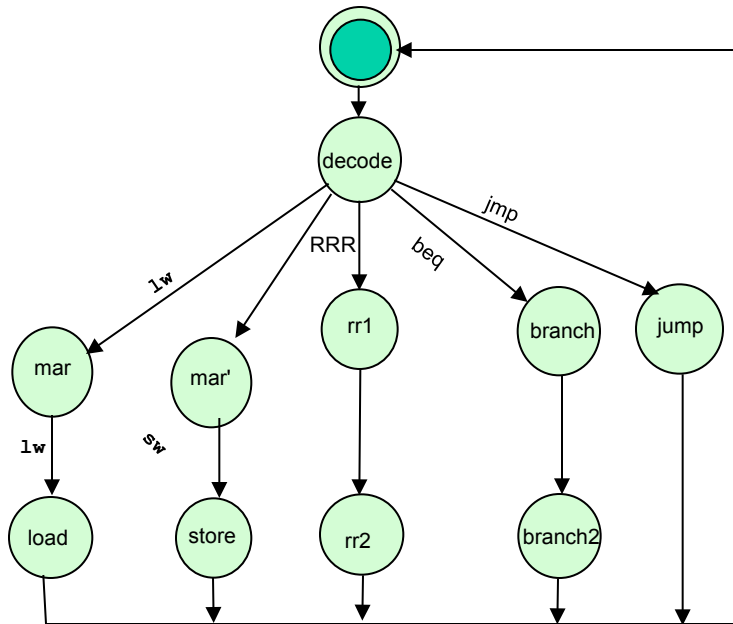 decode
jmp
RRR
beq
lw
rr1
branch
jump
mar
mar'
lw
sw
load
store
rr2
branch2